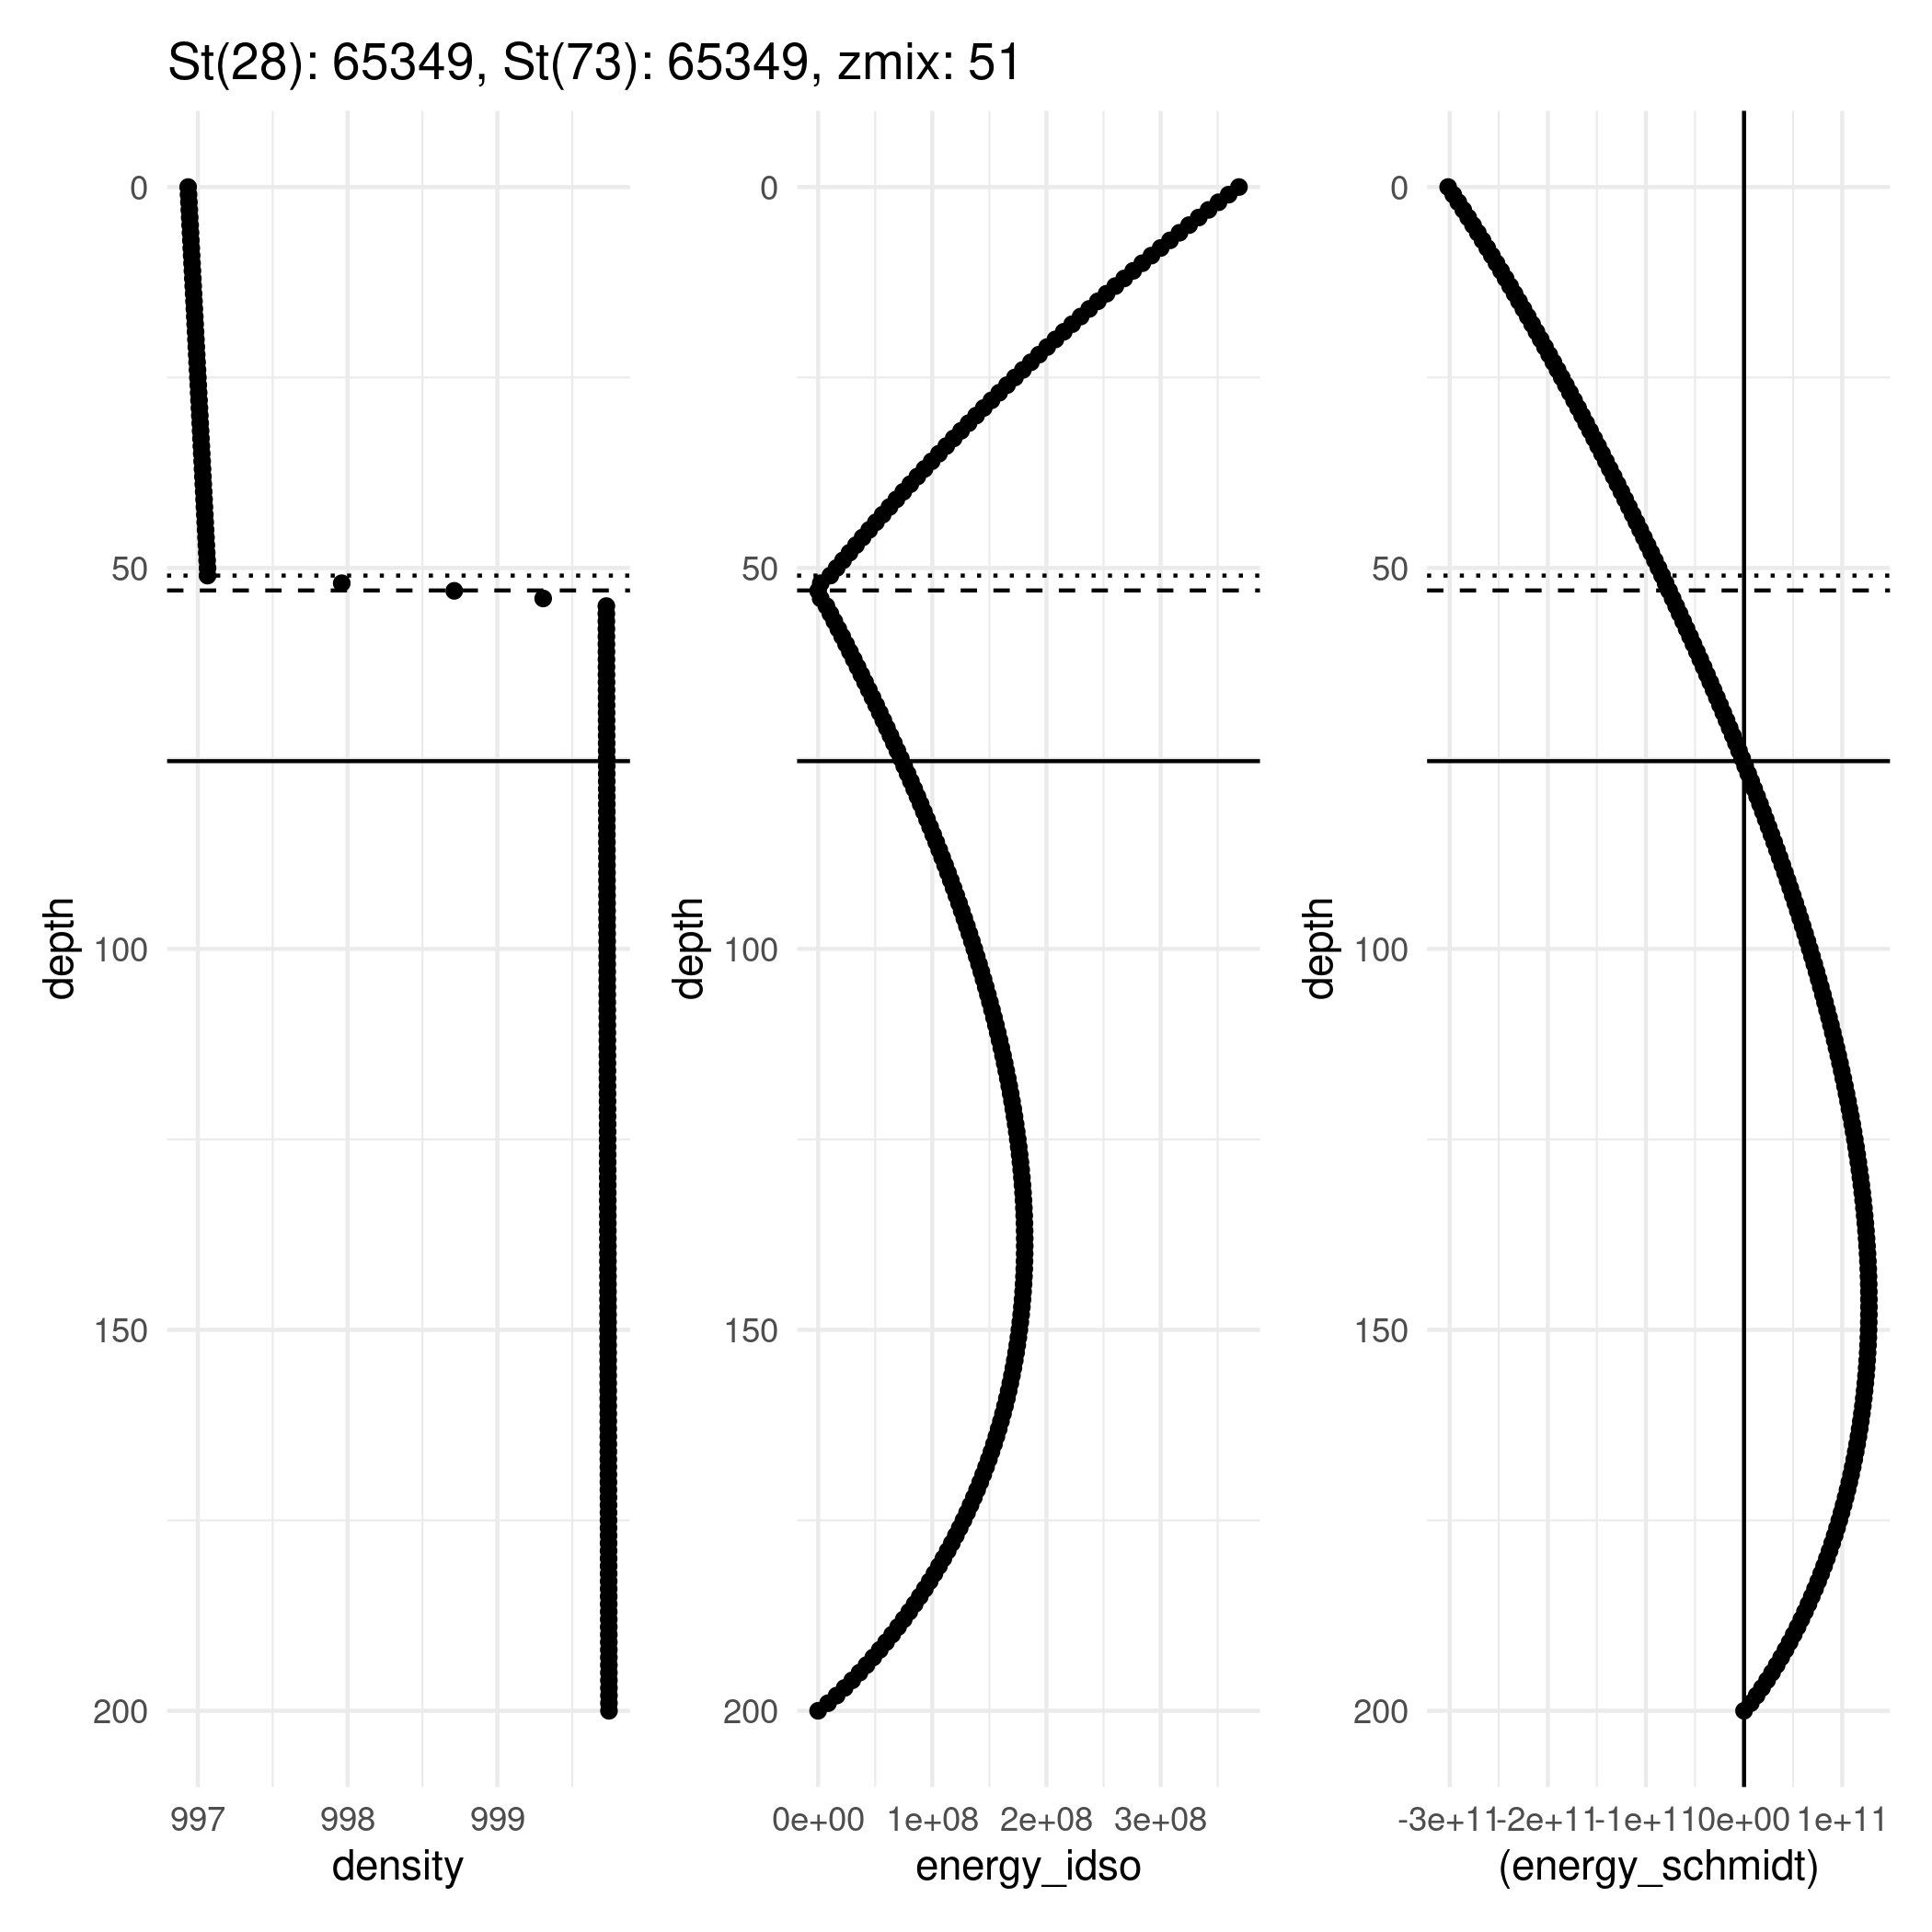 St(28): 65349, St(73): 65349, zmix: 51
0
50
100
150
200
depth
997 998 999
density
0
50
100
150
200
depth
0e+00 1e+08 2e+08 3e+08
energy_idso
0
50
100
150
200
depth
-3e+11 -2e+11 -1e+11 0e+00 1e+11
(energy_schmidt)